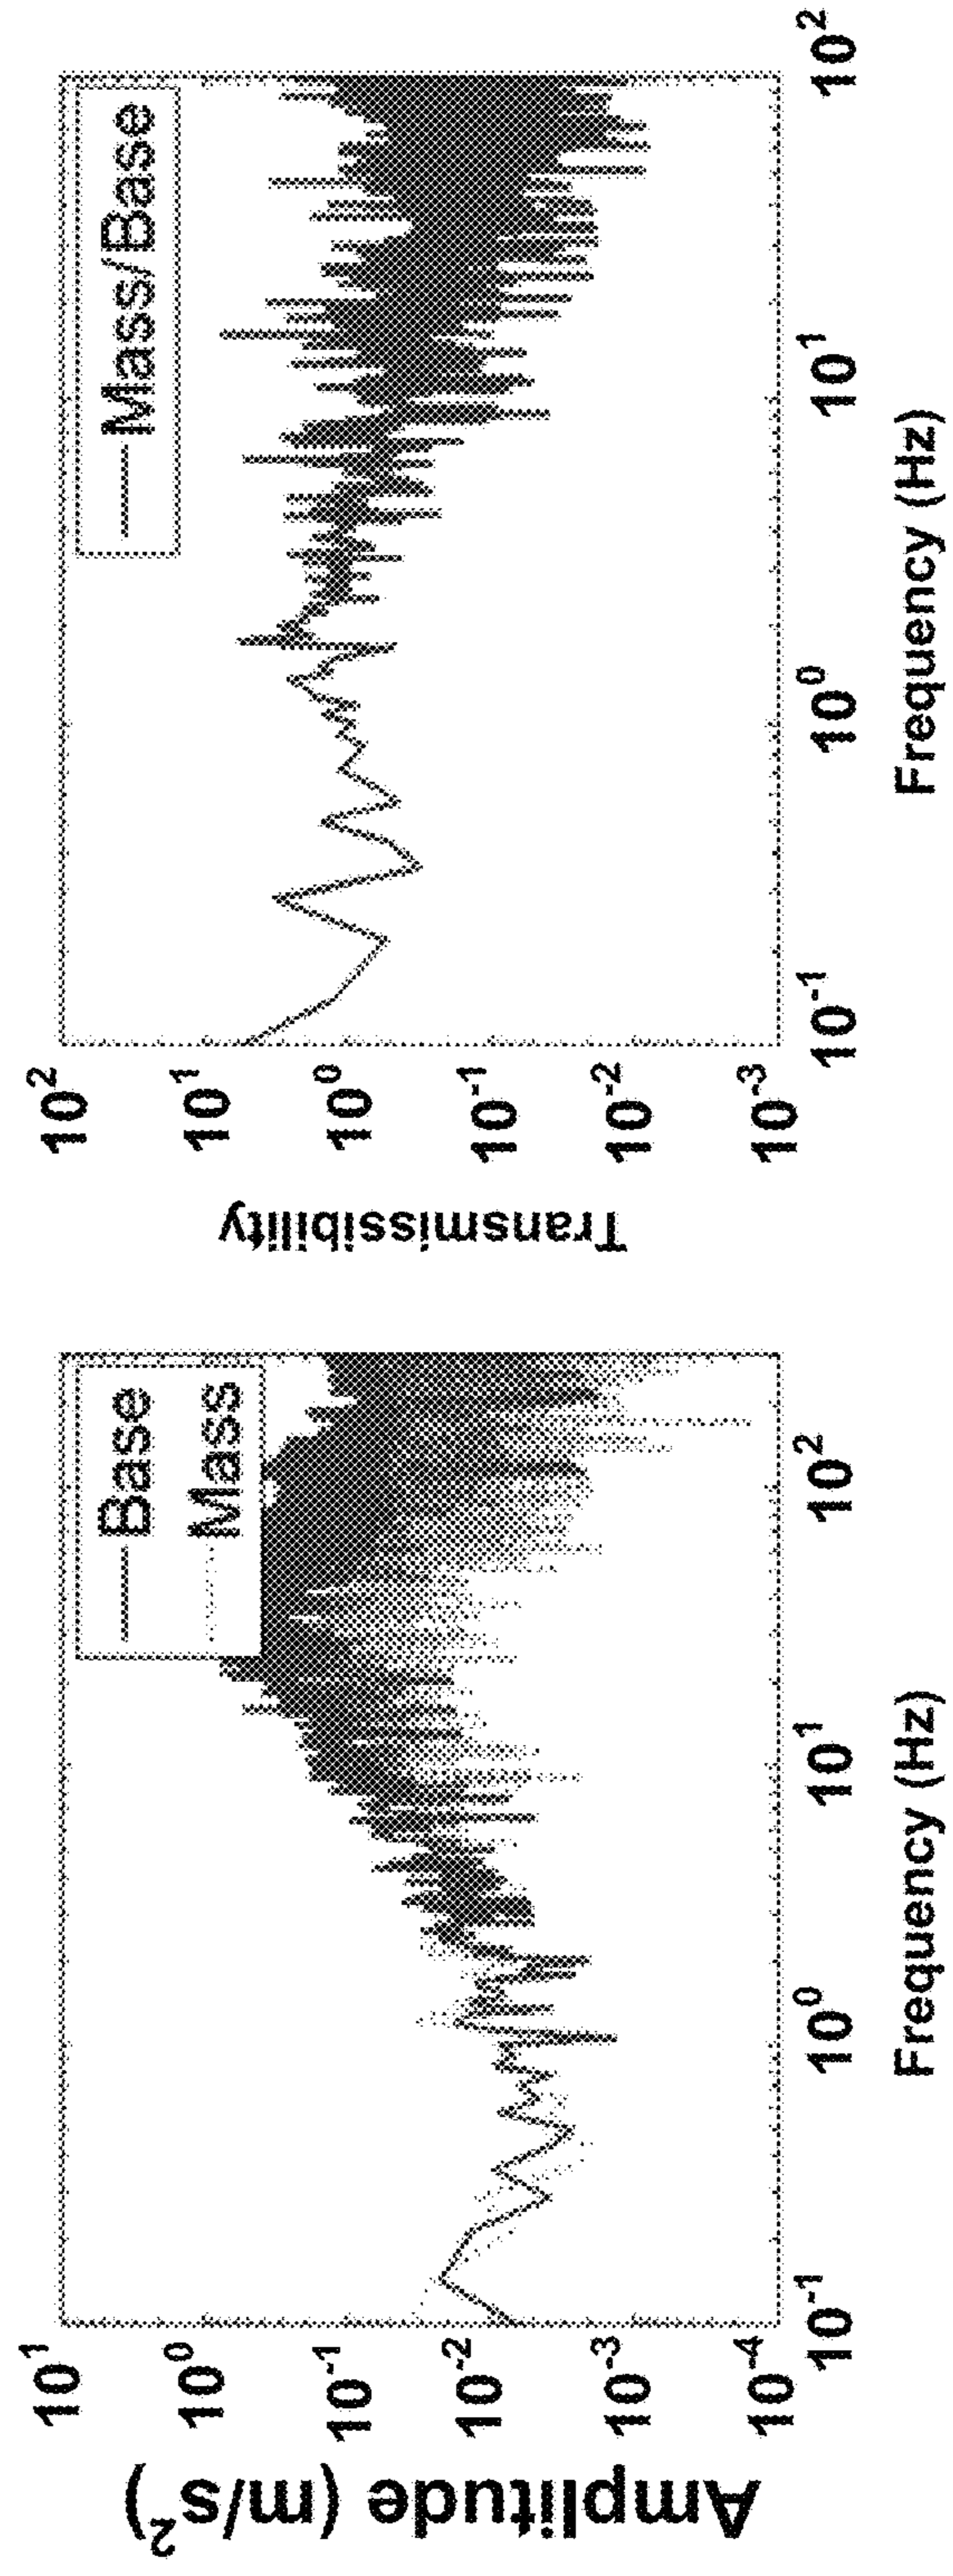 Amplitude (m/s²)
10¹
10⁰
10⁻¹
10⁻²
10⁻³
10⁻⁴
Base
Mass
10⁻¹
10⁰
10¹
10²
Frequency (Hz)
Transmissibility
10²
10¹
10⁰
10⁻¹
10⁻²
10⁻³
Mass/Base
10⁻¹
10⁰
10¹
10²
Frequency (Hz)